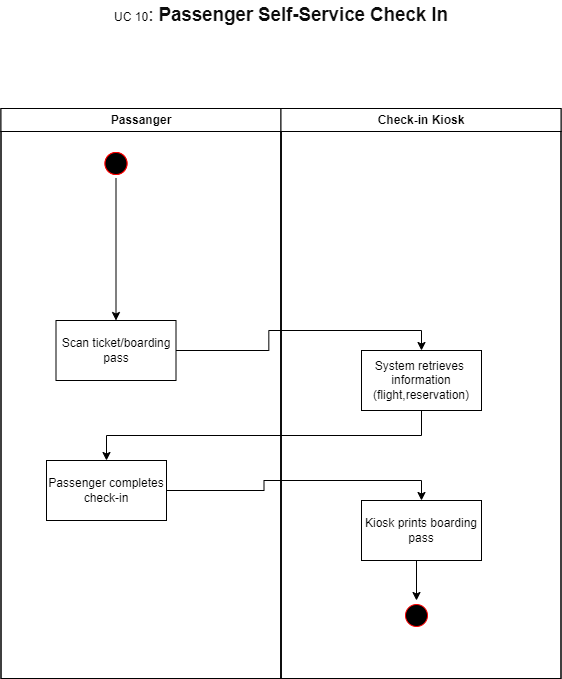 UC 10: Passenger Self-Service Check In
Passanger
Check-in Kiosk
Scan ticket/boarding
pass
System retrieves
information
(flight,reservation)
Passenger completes
check-in
Kiosk prints boarding
pass